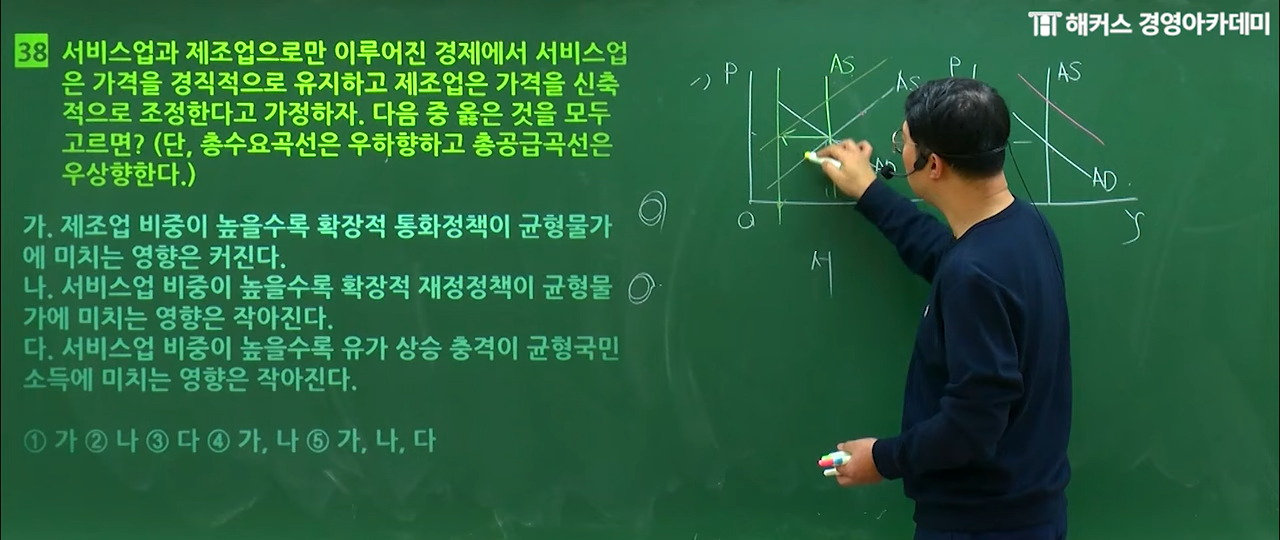 해커스 경영아카데미
38 서비스업과 제조업으로만 이루어진 경제에서 서비스업
은 가격을 경직적으로 유지하고 제조업은 가격을 신축
적으로 조정한다고 가정하자. 다음 중 옳은 것을 모두
고르면? (단, 총수요곡선은 우하향하고 총공급곡선은
우상향한다.)
가. 제조업 비중이 높을수록 확장적 통화정책이 균형물가
에 미치는 영향은 커진다.
나. 서비스업 비중이 높을수록 확장적 재정정책이 균형물
가에 미치는 영향은 작아진다.
다. 서비스업 비중이 높을수록 유가 상승 충격이 균형국민
소득에 미치는 영향은 작아진다.
① 가 ② 나 ③ 다 ④ 가, 나 ⑤ 가, 나, 다
P AS AS
AD
O
P AS
AD
Y